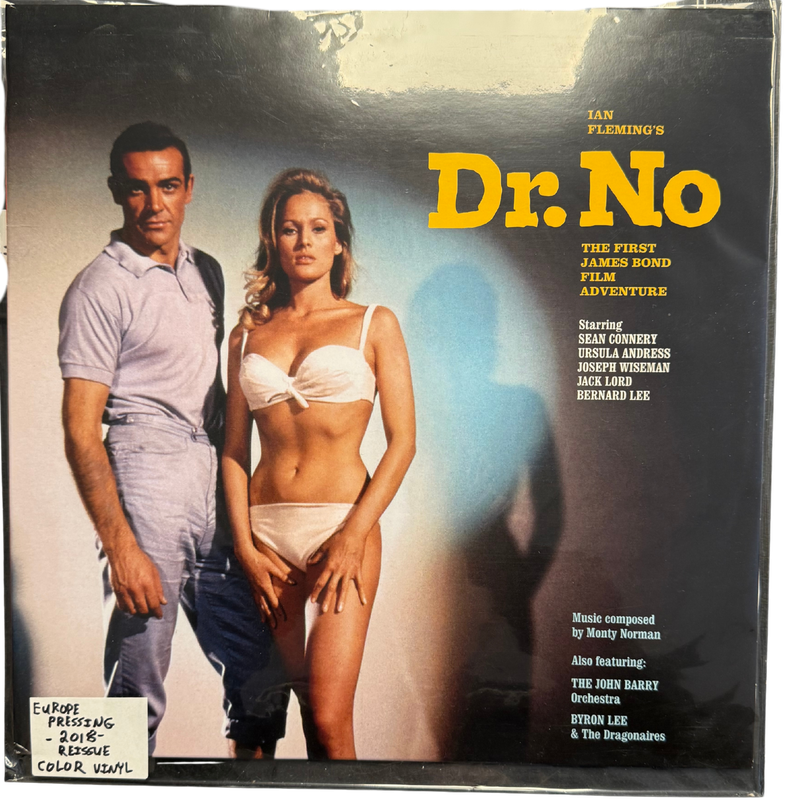 IAN
FLEMING'S
Dr. No
THE FIRST
JAMES BOND
FILM
ADVENTURE
Starring
SEAN CONNERY
URSULA ANDRESS
JOSEPH WISEMAN
JACK LORD
BERNARD LEE
Music composed
by Monty Norman
Also featuring:
THE JOHN BARRY
Orchestra
BYRON LEE
& The Dragonaires
EUROPE
PRESSING
- 2018 -
REISSUE
COLOR VINYL